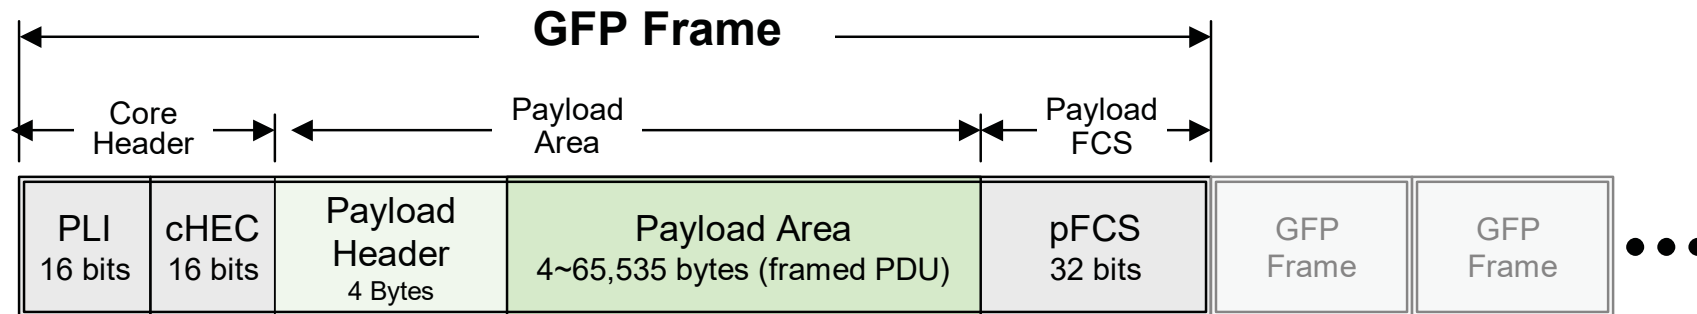 GFP Frame
Core
Header
Payload
Area
Payload
FCS
PLI
16 bits
cHEC
16 bits
Payload
Header
4 Bytes
Payload Area
4~65,535 bytes (framed PDU)
pFCS
32 bits
GFP
Frame
GFP
Frame